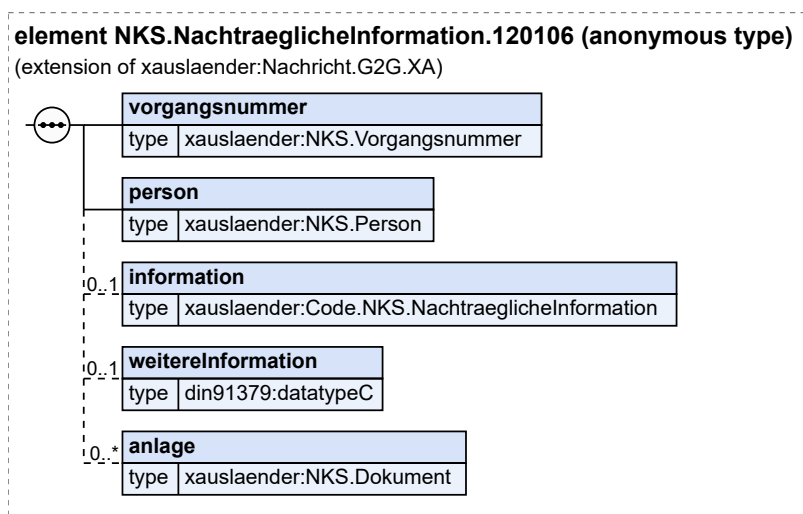 element NKS.NachtraeglicheInformation.120106 (anonymous type)
(extension of xauslaender:Nachricht.G2G.XA)
vorgangsnummer
type xauslaender:NKS.Vorgangsnummer
person
type xauslaender:NKS.Person
0..1 information
type xauslaender:Code.NKS.NachtraeglicheInformation
0..1 weitereInformation
type din91379:datatypeC
0..* anlage
type xauslaender:NKS.Dokument